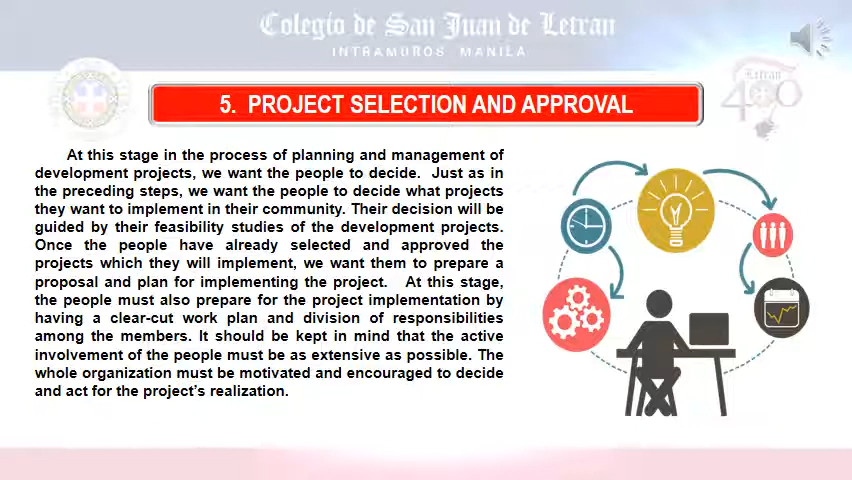 Colegio de San Juan de Letran
INTRAMUROS MANILA
Letran
400
5. PROJECT SELECTION AND APPROVAL
At this stage in the process of planning and management of
development projects, we want the people to decide. Just as in
the preceding steps, we want the people to decide what projects
they want to implement in their community. Their decision will be
guided by their feasibility studies of the development projects.
Once the people have already selected and approved the
projects which they will implement, we want them to prepare a
proposal and plan for implementing the project. At this stage,
the people must also prepare for the project implementation by
having a clear-cut work plan and division of responsibilities
among the members. It should be kept in mind that the active
involvement of the people must be as extensive as possible. The
whole organization must be motivated and encouraged to decide
and act for the project's realization.